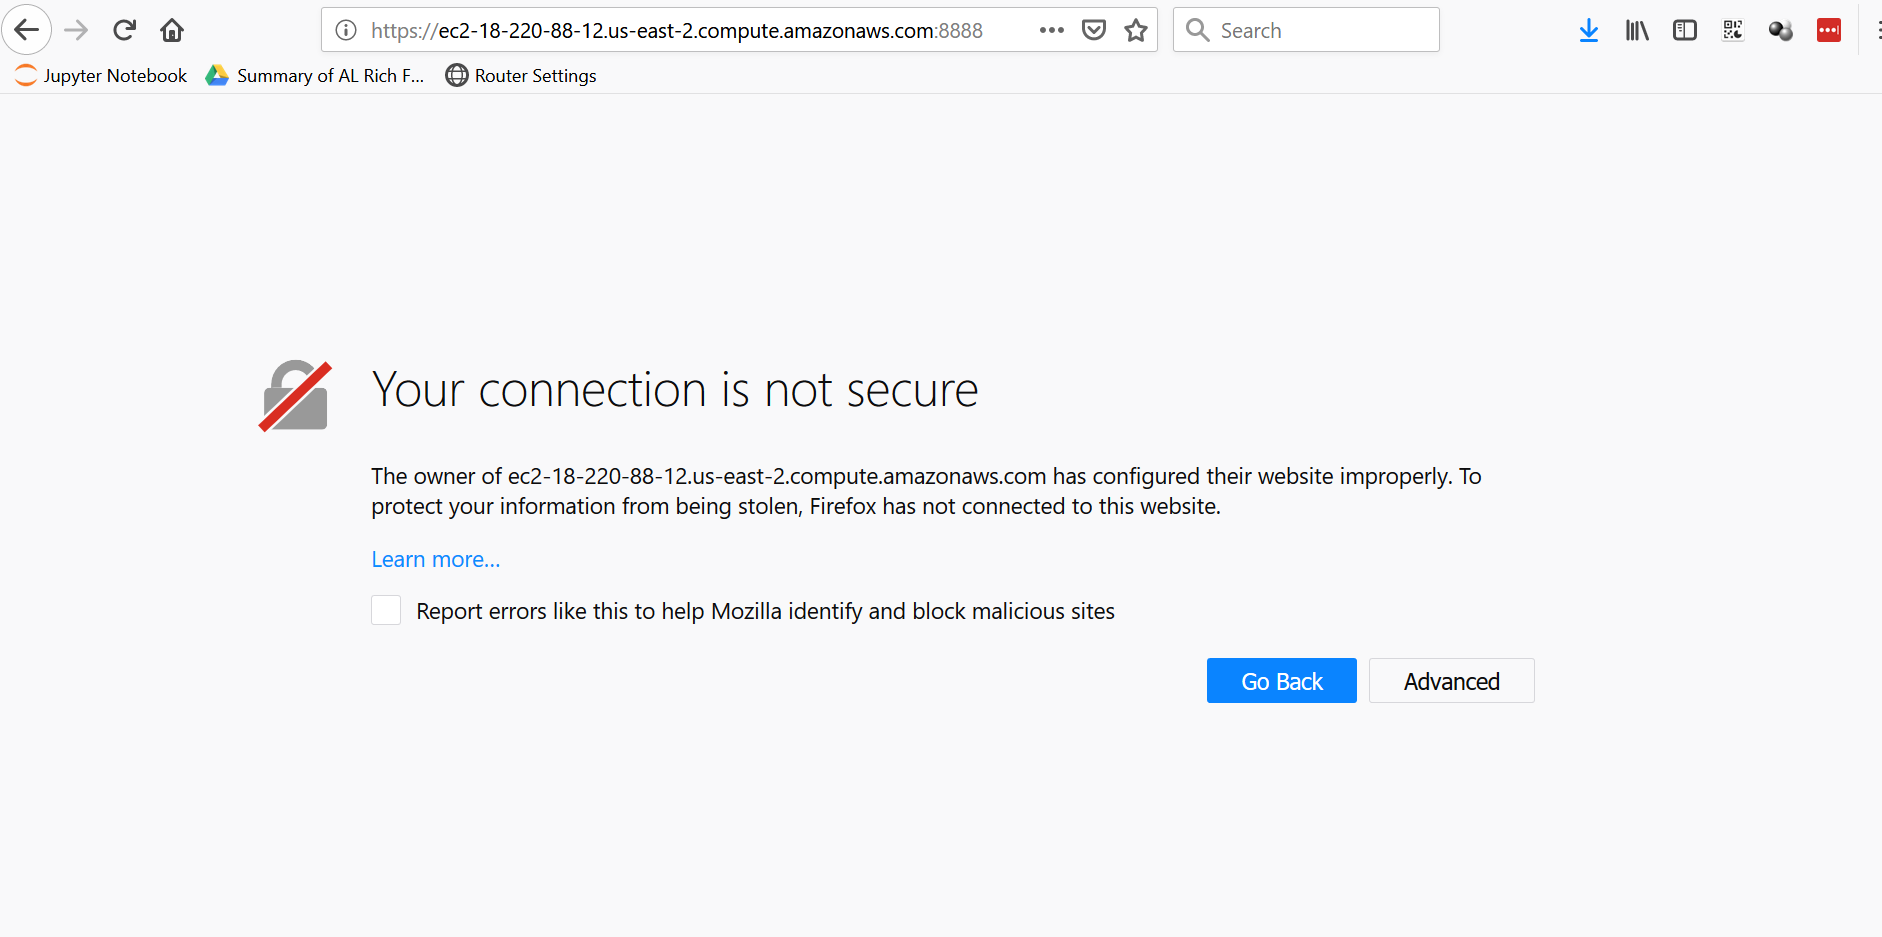 https://ec2-18-220-88-12.us-east-2.compute.amazonaws.com:8888
Search
Jupyter Notebook
Summary of AL Rich F...
Router Settings
Your connection is not secure
The owner of ec2-18-220-88-12.us-east-2.compute.amazonaws.com has configured their website improperly. To
protect your information from being stolen, Firefox has not connected to this website.
Learn more...
Report errors like this to help Mozilla identify and block malicious sites
Go Back
Advanced